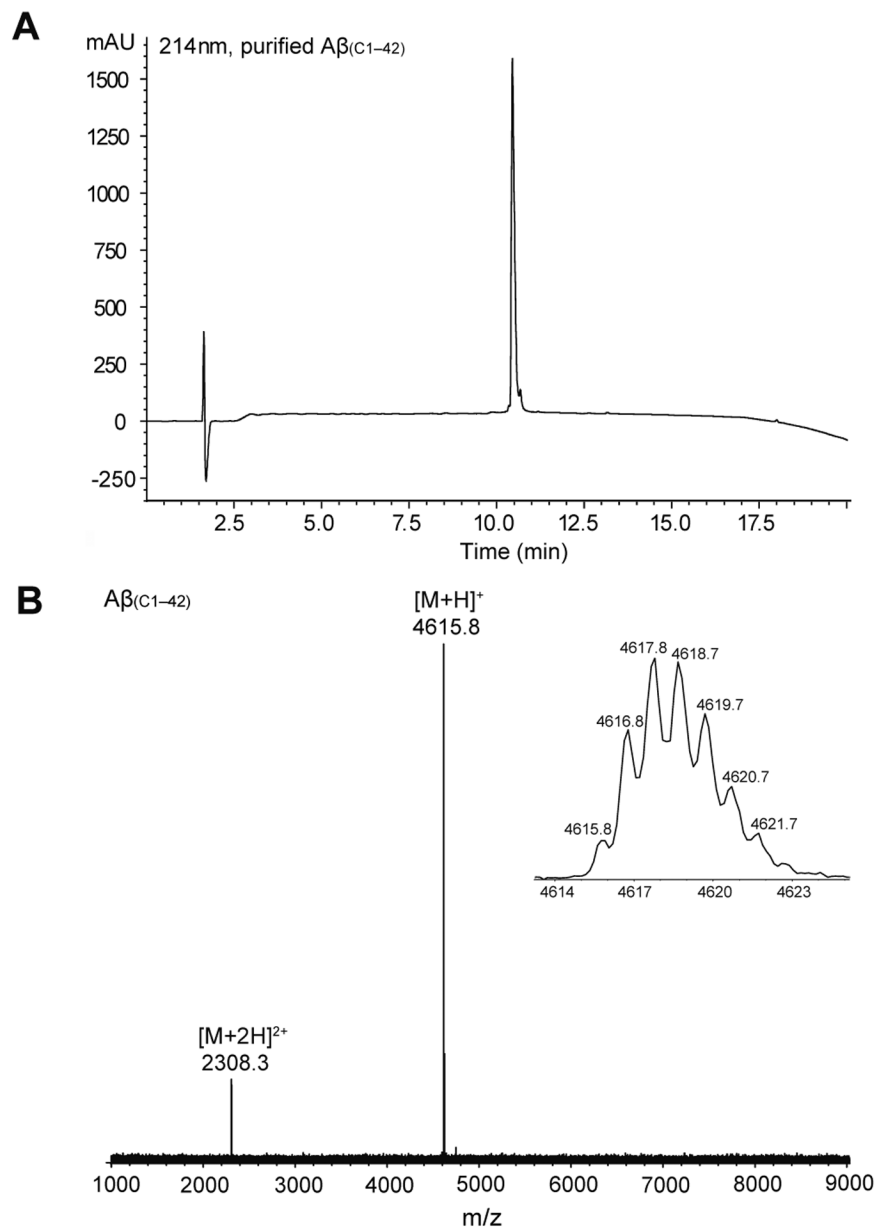 A
mAU
214nm, purified Aβ(C1–42)
1500
1250
1000
750
500
250
0
-250
2.5 5.0 7.5 10.0 12.5 15.0 17.5
Time (min)
B
Aβ(C1–42)
[M+H]+
4615.8
4617.8 4618.7
4616.8 4619.7
4620.7
4615.8 4621.7
4614 4617 4620 4623
[M+2H]2+
2308.3
1000 2000 3000 4000 5000 6000 7000 8000 9000
m/z